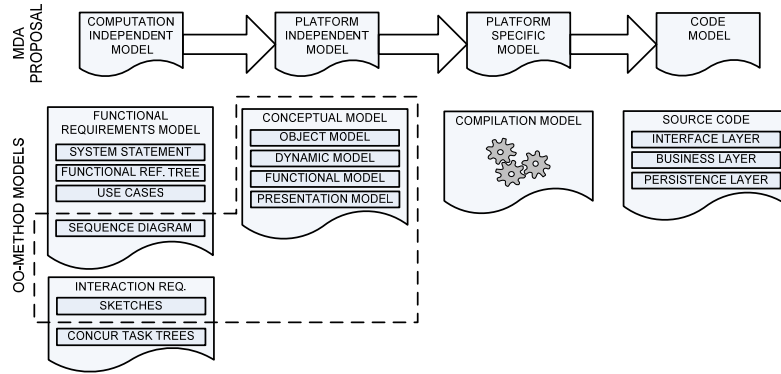 MDA
PROPOSAL
COMPUTATION
INDEPENDENT
MODEL
PLATFORM
INDEPENDENT
MODEL
PLATFORM
SPECIFIC
MODEL
CODE
MODEL
OO-METHOD MODELS
FUNCTIONAL
REQUIREMENTS MODEL
SYSTEM STATEMENT
FUNCTIONAL REF. TREE
USE CASES
SEQUENCE DIAGRAM
INTERACTION REQ.
SKETCHES
CONCUR TASK TREES
CONCEPTUAL MODEL
OBJECT MODEL
DYNAMIC MODEL
FUNCTIONAL MODEL
PRESENTATION MODEL
COMPILATION MODEL
SOURCE CODE
INTERFACE LAYER
BUSINESS LAYER
PERSISTENCE LAYER